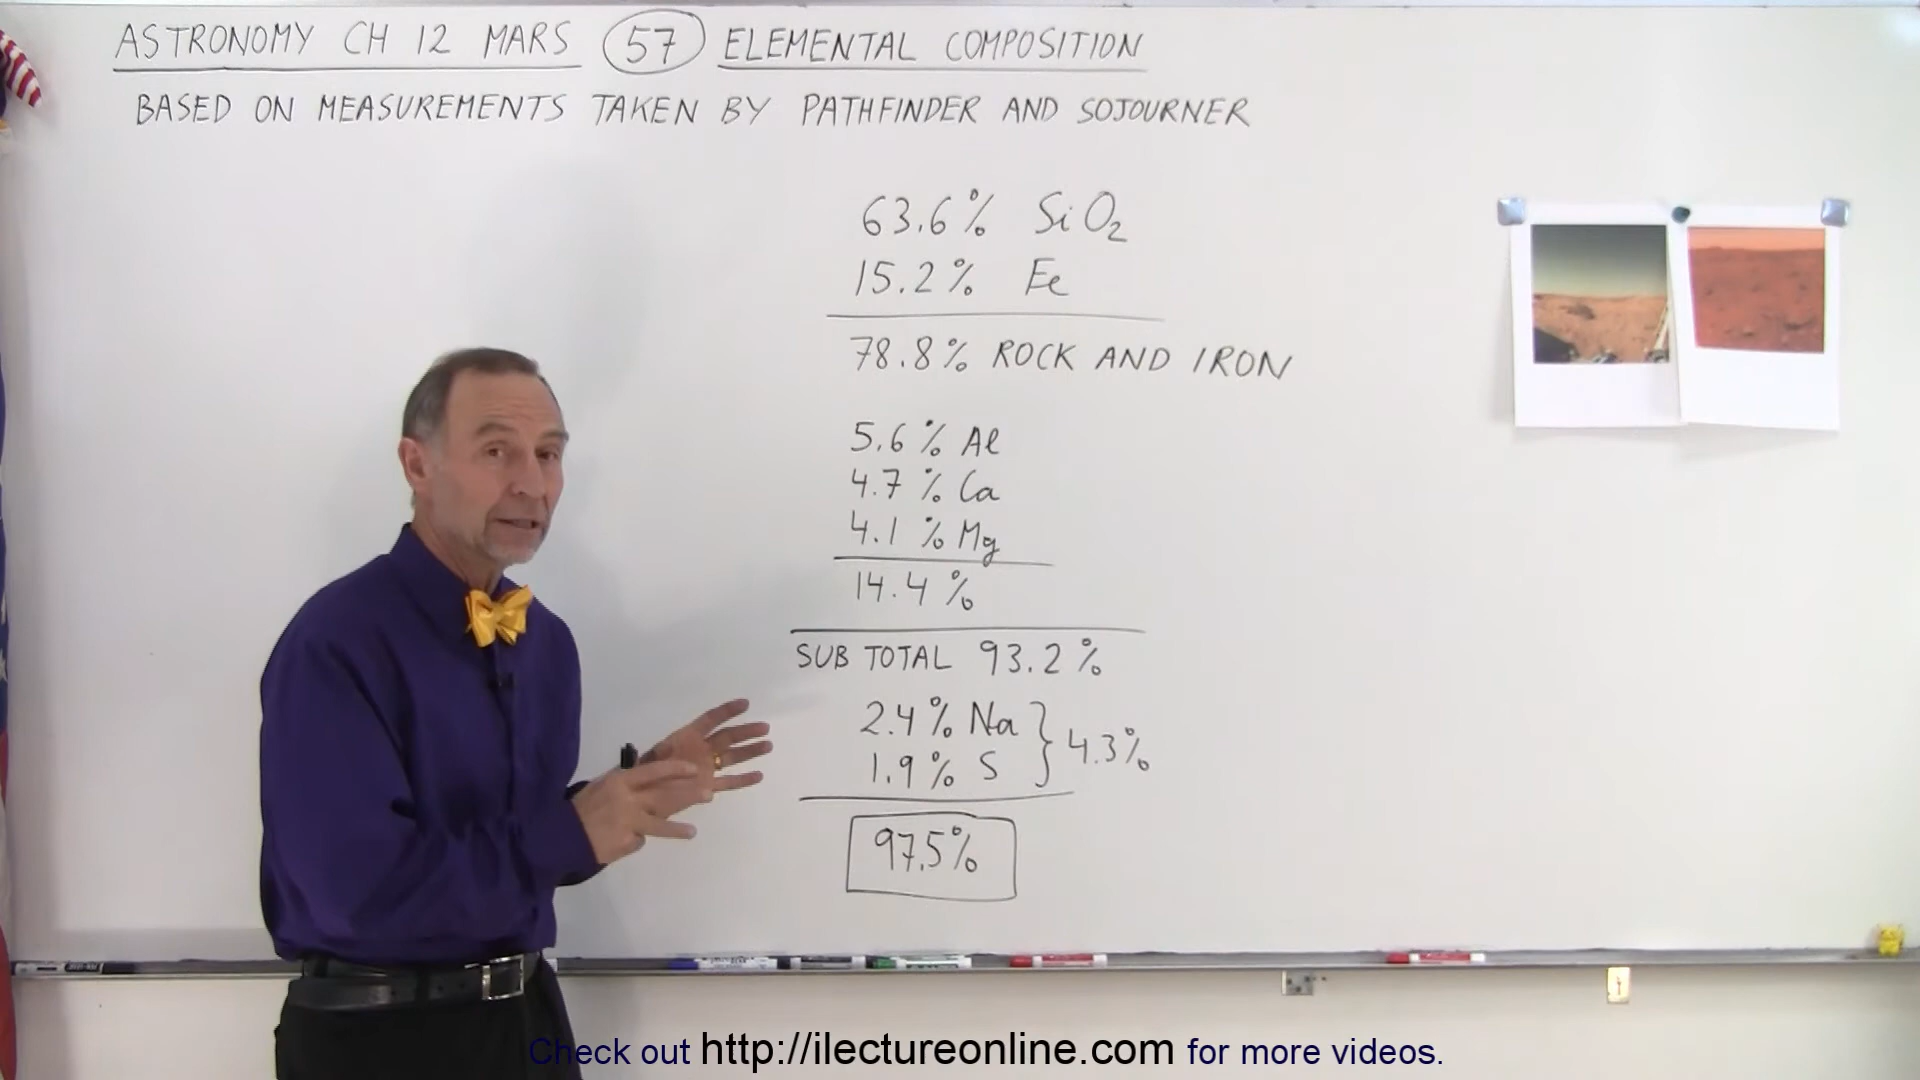 ASTRONOMY CH 12 MARS 57 ELEMENTAL COMPOSITION
BASED ON MEASUREMENTS TAKEN BY PATHFINDER AND SOJOURNER
63.6% SiO₂
15.2% Fe
78.8% ROCK AND IRON
5.6% Al
4.7% Ca
4.1% Mg
14.4%
SUB TOTAL 93.2%
2.4% Na } 4.3%
1.9% S
97.5%
Check out http://ilectureonline.com for more videos.